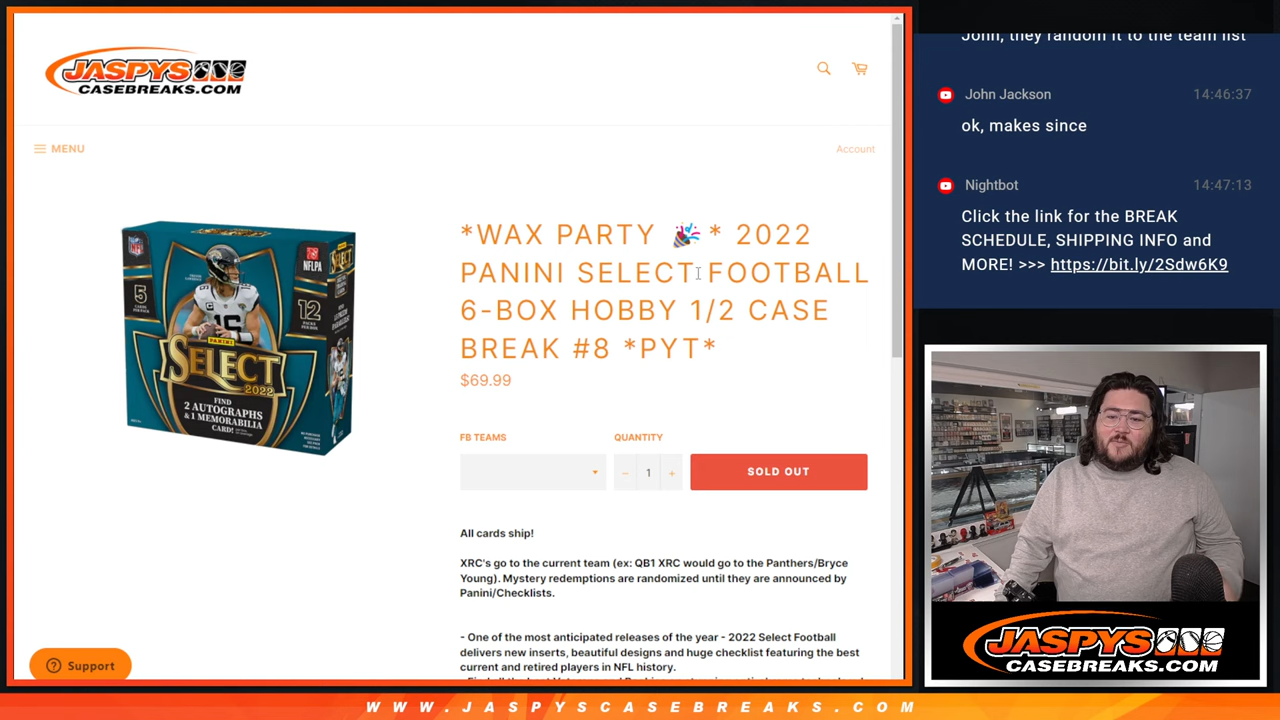 JASPYS
CASEBREAKS.COM
MENU
Account
*WAX PARTY 🎉* 2022
PANINI SELECT FOOTBALL
6-BOX HOBBY 1/2 CASE
BREAK #8 *PYT*
$69.99
FB TEAMS
QUANTITY
− 1 +
SOLD OUT
NFL
NFLPA
5
12
PANINI
SELECT
2022
FIND
2 AUTOGRAPHS
& 1 MEMORABILIA
CARD!
All cards ship!
XRC's go to the current team (ex: QB1 XRC would go to the Panthers/Bryce
Young). Mystery redemptions are randomized until they are announced by
Panini/Checklists.
- One of the most anticipated releases of the year - 2022 Select Football
delivers new inserts, beautiful designs and huge checklist featuring the best
current and retired players in NFL history.
Support
John, they random it to the team list
John Jackson 14:46:37
ok, makes since
Nightbot 14:47:13
Click the link for the BREAK
SCHEDULE, SHIPPING INFO and
MORE! >>> https://bit.ly/2Sdw6K9
JASPYS
CASEBREAKS.COM
WWW.JASPYSCASEBREAKS.COM